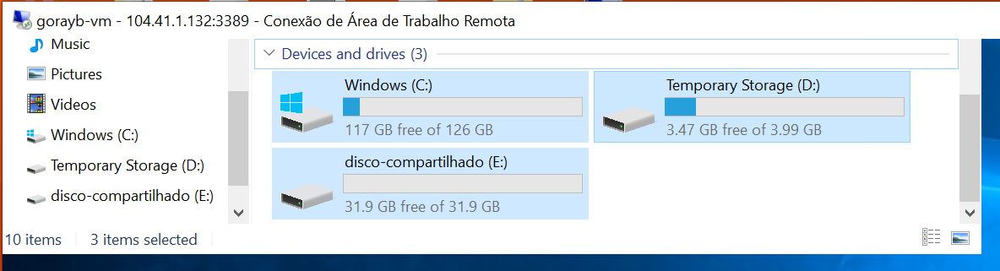 gorayb-vm - 104.41.1.132:3389 - Conexão de Área de Trabalho Remota
Music
Pictures
Videos
Windows (C:)
Temporary Storage (D:)
disco-compartilhado (E:)
Devices and drives (3)
Windows (C:)
117 GB free of 126 GB
Temporary Storage (D:)
3.47 GB free of 3.99 GB
disco-compartilhado (E:)
31.9 GB free of 31.9 GB
10 items
3 items selected